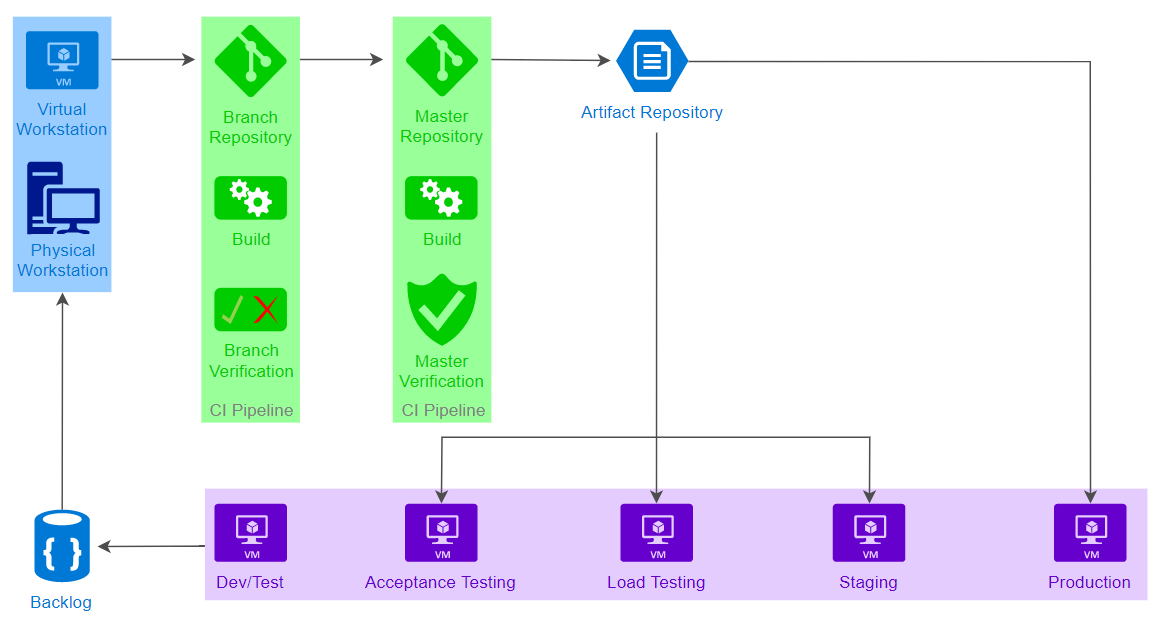 VM
Virtual
Workstation
Physical
Workstation
Branch
Repository
Build
Branch
Verification
CI Pipeline
Master
Repository
Build
Master
Verification
CI Pipeline
Artifact Repository
{ }
Backlog
VM
Dev/Test
VM
Acceptance Testing
VM
Load Testing
VM
Staging
VM
Production